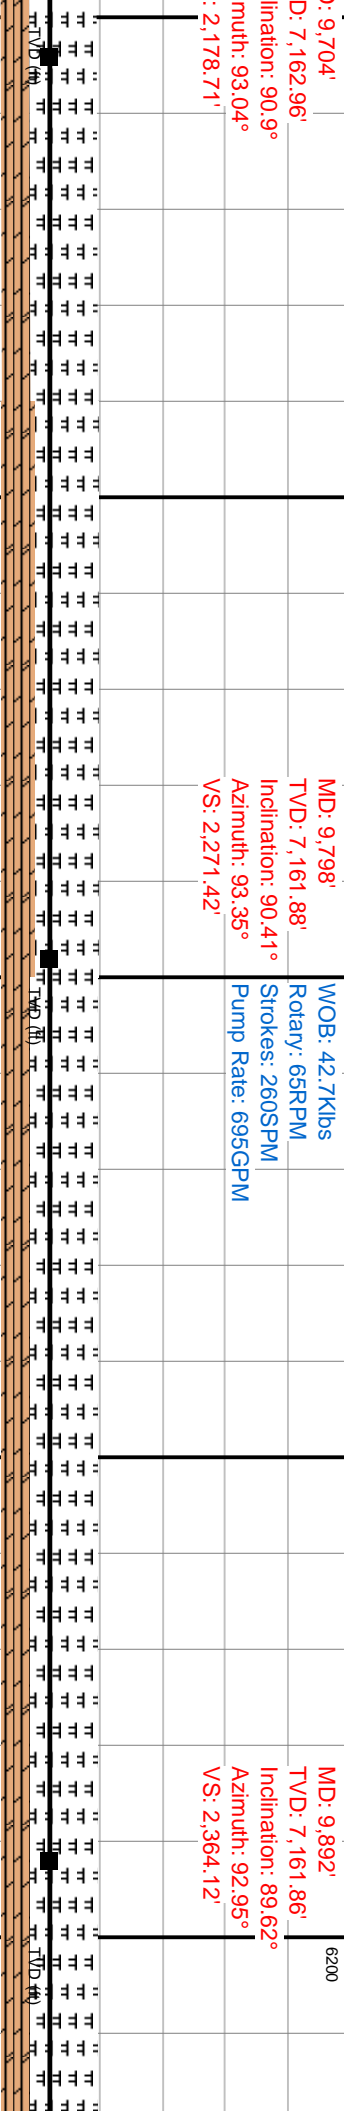 : 9,704'
D: 7,162.96'
lination: 90.9°
muth: 93.04°
: 2,178.71'
TVD (ft)
MD: 9,798'
TVD: 7,161.88'
Inclination: 90.41°
Azimuth: 93.35°
VS: 2,271.42'
TVD (ft)
WOB: 42.7Klbs
Rotary: 65RPM
Strokes: 260SPM
Pump Rate: 695GPM
MD: 9,892'
TVD: 7,161.86'
Inclination: 89.62°
Azimuth: 92.95°
VS: 2,364.12'
6200
TVD (ft)